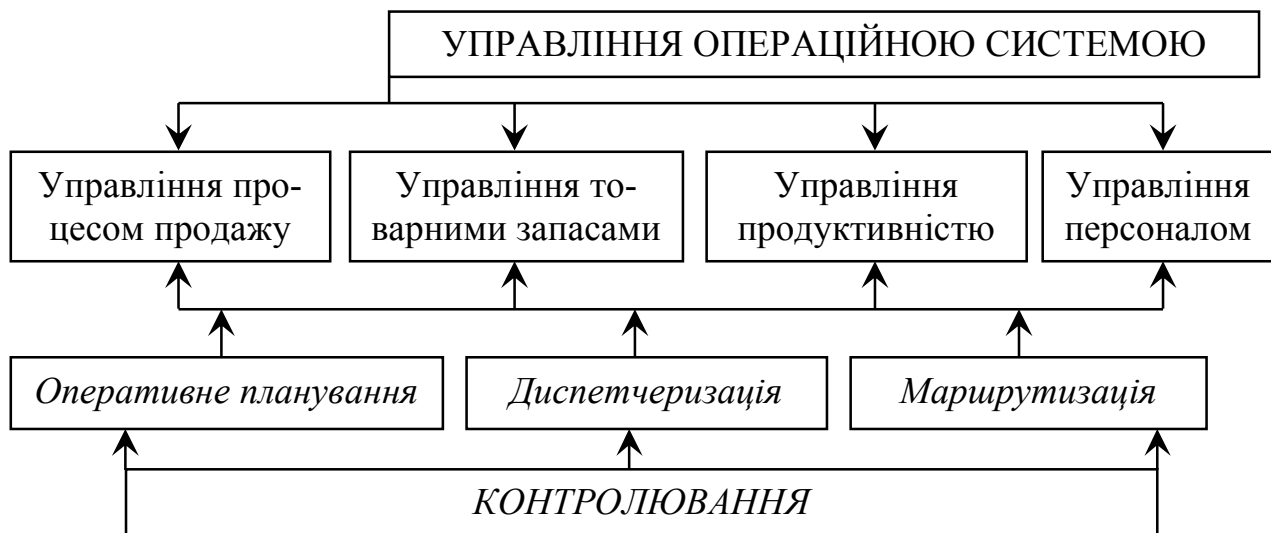 УПРАВЛІННЯ ОПЕРАЦІЙНОЮ СИСТЕМОЮ
Управління про-
цесом продажу
Управління то-
варними запасами
Управління
продуктивністю
Управління
персоналом
Оперативне планування
Диспетчеризація
Маршрутизація
КОНТРОЛЮВАННЯ